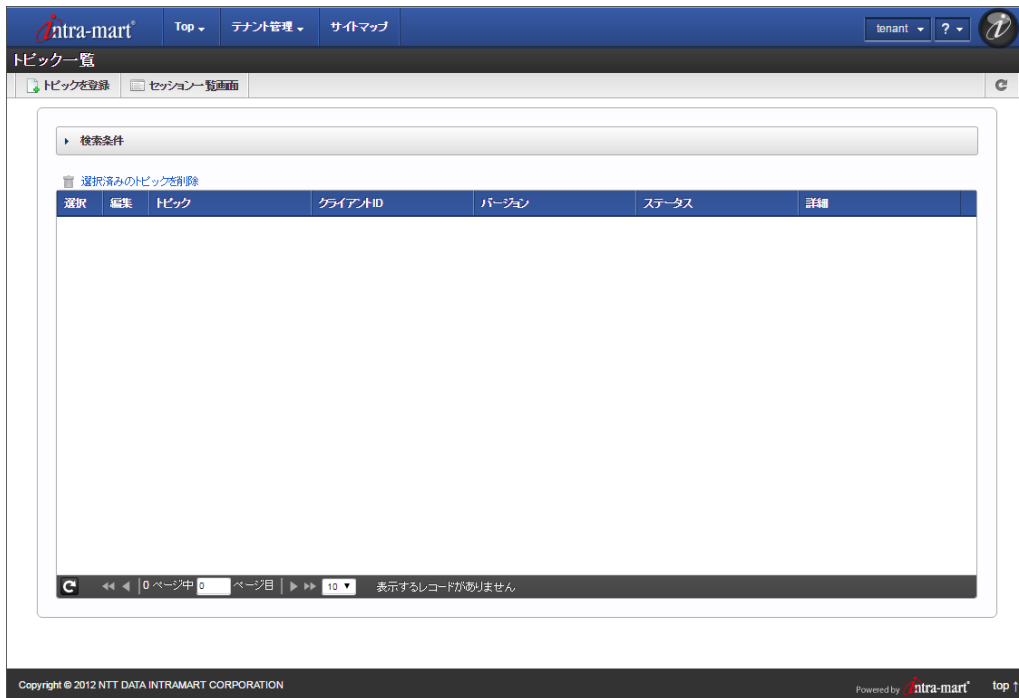 intra-mart® Top テナント管理 サイトマップ tenant ?
トピック一覧
トピックを登録 セッション一覧画面
検索条件
選択済みのトピックを削除
選択 編集 トピック クライアントID バージョン ステータス 詳細
0 ページ中 0 ページ目 10 表示するレコードがありません
Copyright © 2012 NTT DATA INTRAMART CORPORATION Powered by intra-mart® top ↑